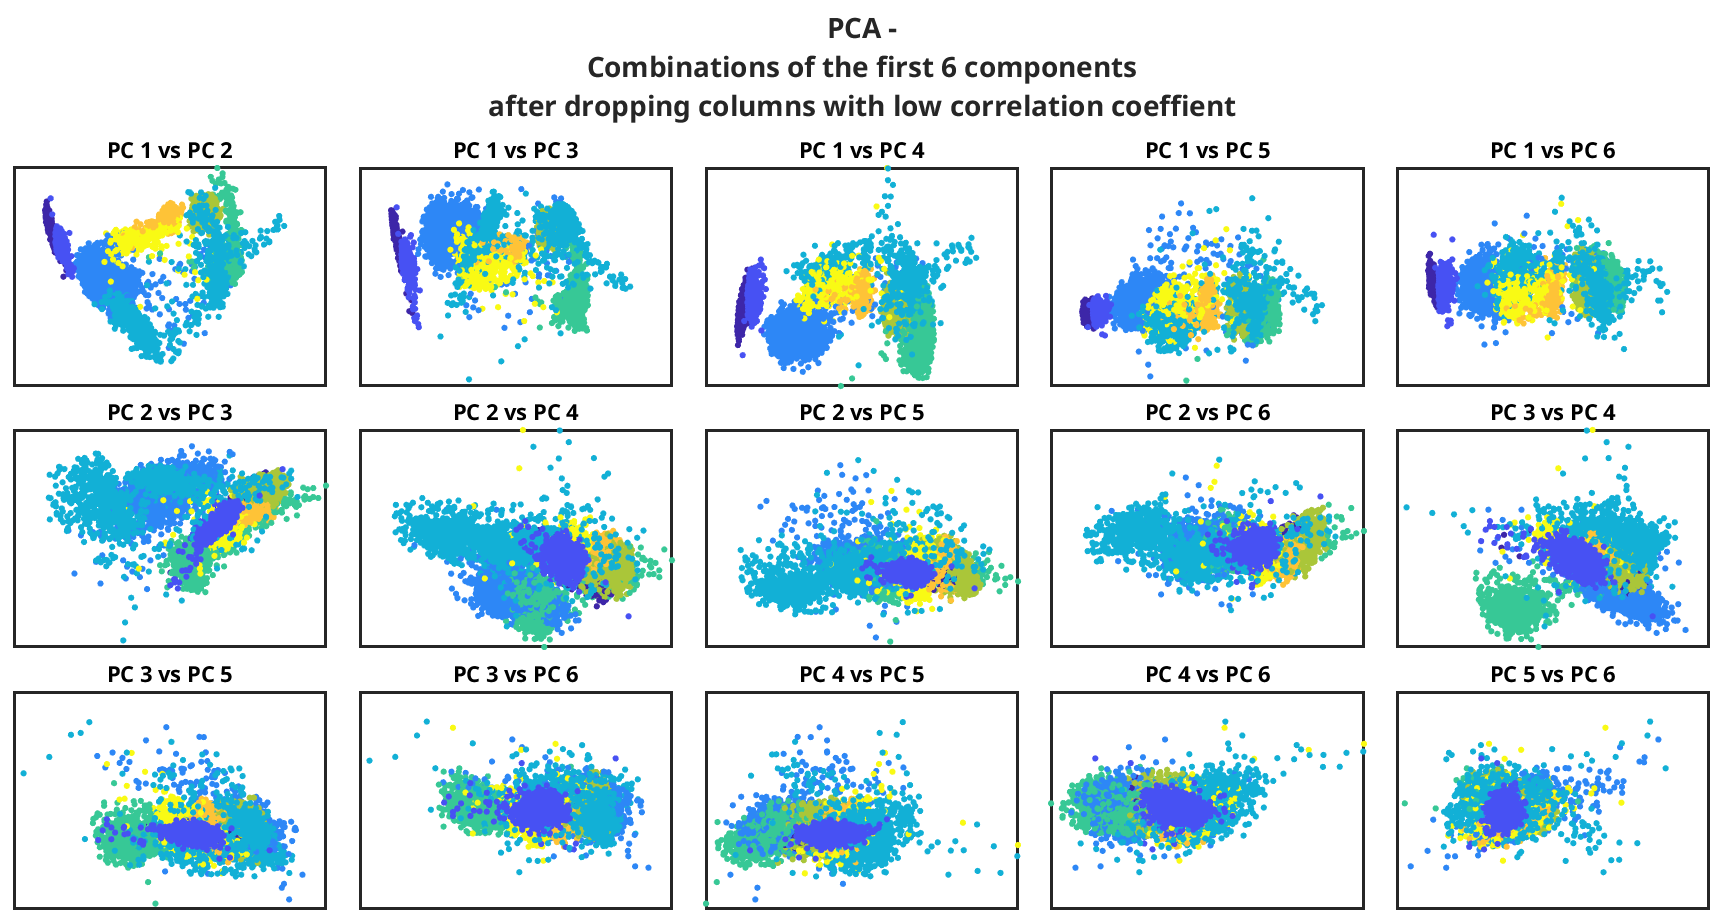 PCA -
Combinations of the first 6 components
after dropping columns with low correlation coeffient
PC 1 vs PC 2
PC 1 vs PC 3
PC 1 vs PC 4
PC 1 vs PC 5
PC 1 vs PC 6
PC 2 vs PC 3
PC 2 vs PC 4
PC 2 vs PC 5
PC 2 vs PC 6
PC 3 vs PC 4
PC 3 vs PC 5
PC 3 vs PC 6
PC 4 vs PC 5
PC 4 vs PC 6
PC 5 vs PC 6